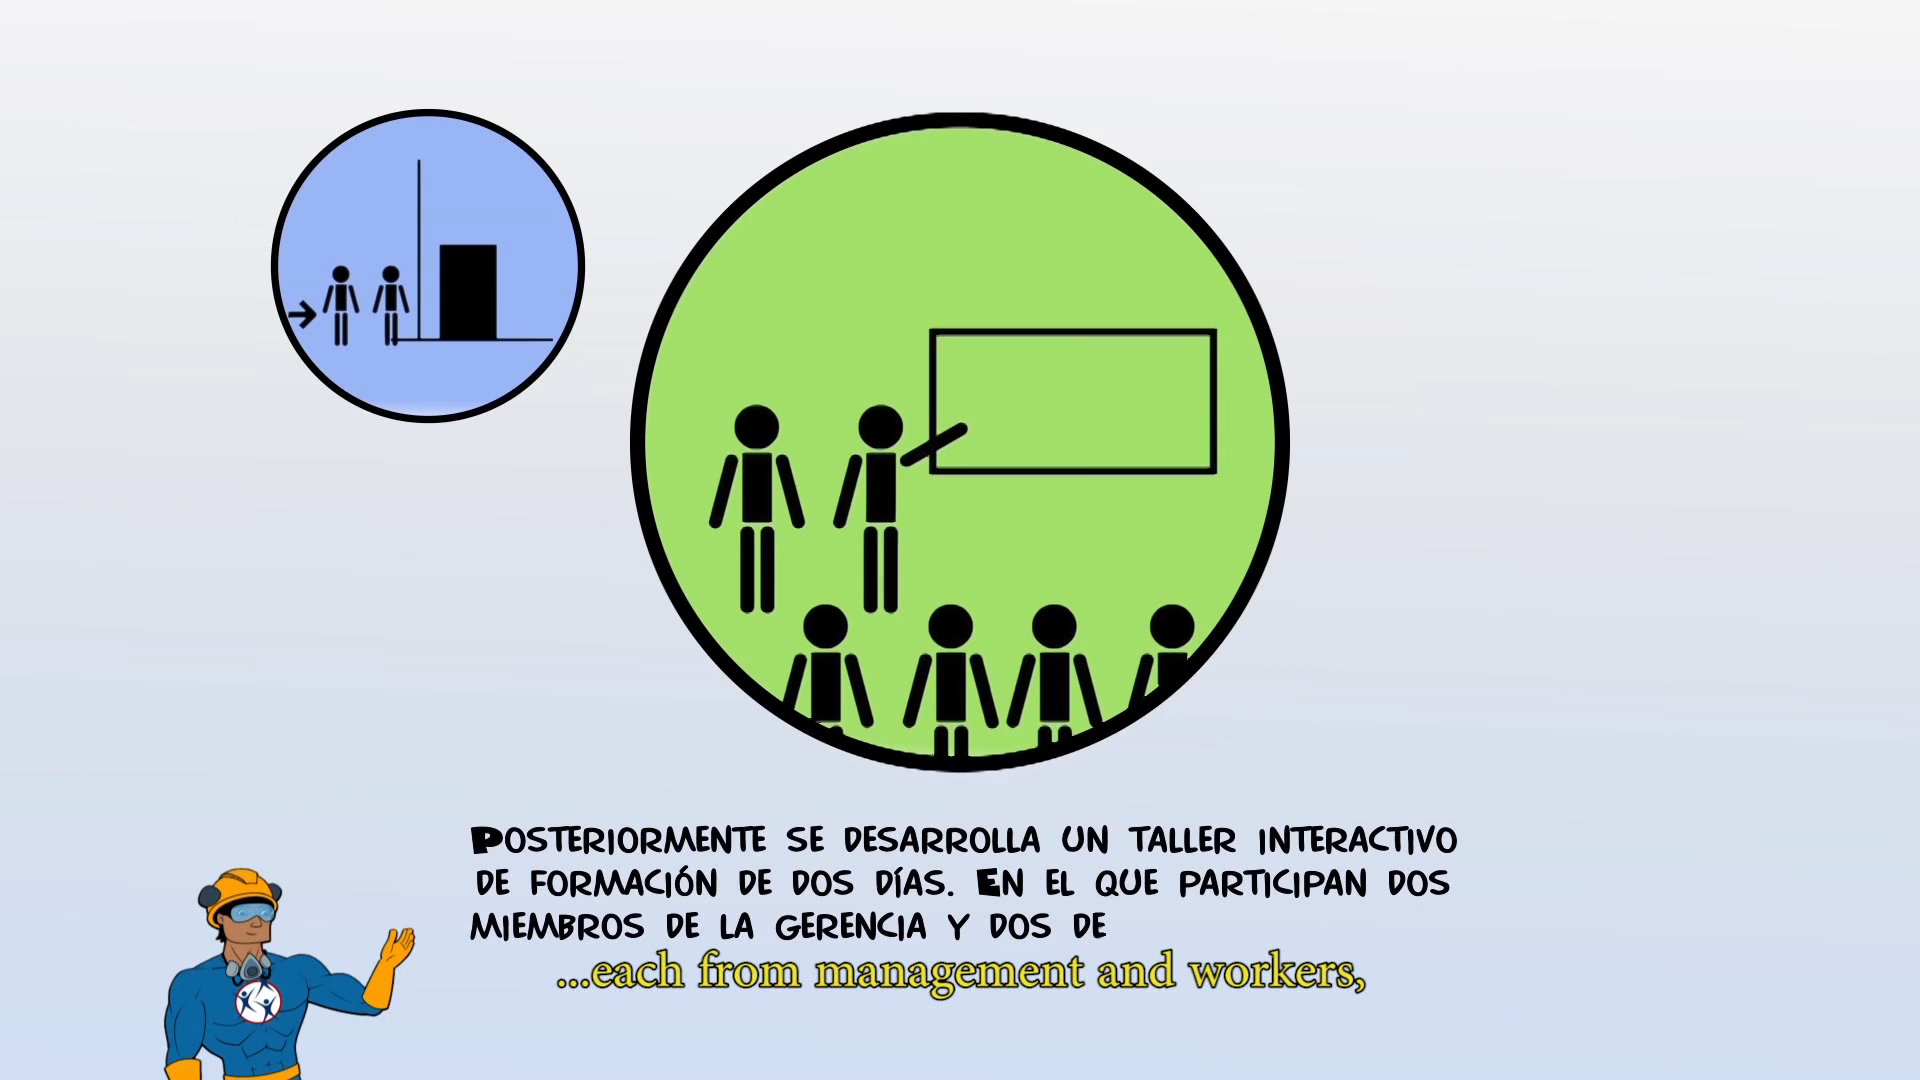 Posteriormente se desarrolla un taller interactivo
de formación de dos días. En el que participan dos
miembros de la gerencia y dos de
...each from management and workers,